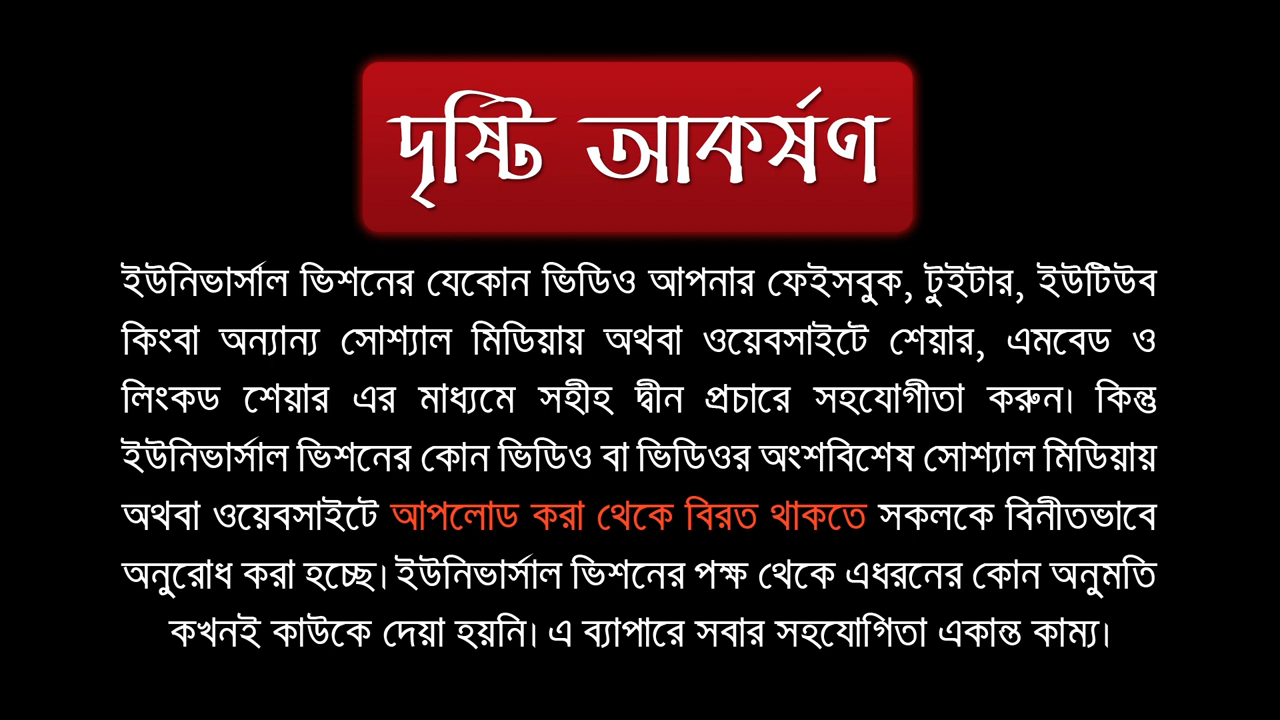 দৃষ্টি আকর্ষণ
ইউনিভার্সাল ভিশনের যেকোন ভিডিও আপনার ফেইসবুক, টুইটার, ইউটিউব
কিংবা অন্যান্য সোশ্যাল মিডিয়ায় অথবা ওয়েবসাইটে শেয়ার, এমবেড ও
লিংকড শেয়ার এর মাধ্যমে সহীহ দ্বীন প্রচারে সহযোগীতা করুন। কিন্তু
ইউনিভার্সাল ভিশনের কোন ভিডিও বা ভিডিওর অংশবিশেষ সোশ্যাল মিডিয়ায়
অথবা ওয়েবসাইটে আপলোড করা থেকে বিরত থাকতে সকলকে বিনীতভাবে
অনুরোধ করা হচ্ছে। ইউনিভার্সাল ভিশনের পক্ষ থেকে এধরনের কোন অনুমতি
কখনই কাউকে দেয়া হয়নি। এ ব্যাপারে সবার সহযোগিতা একান্ত কাম্য।